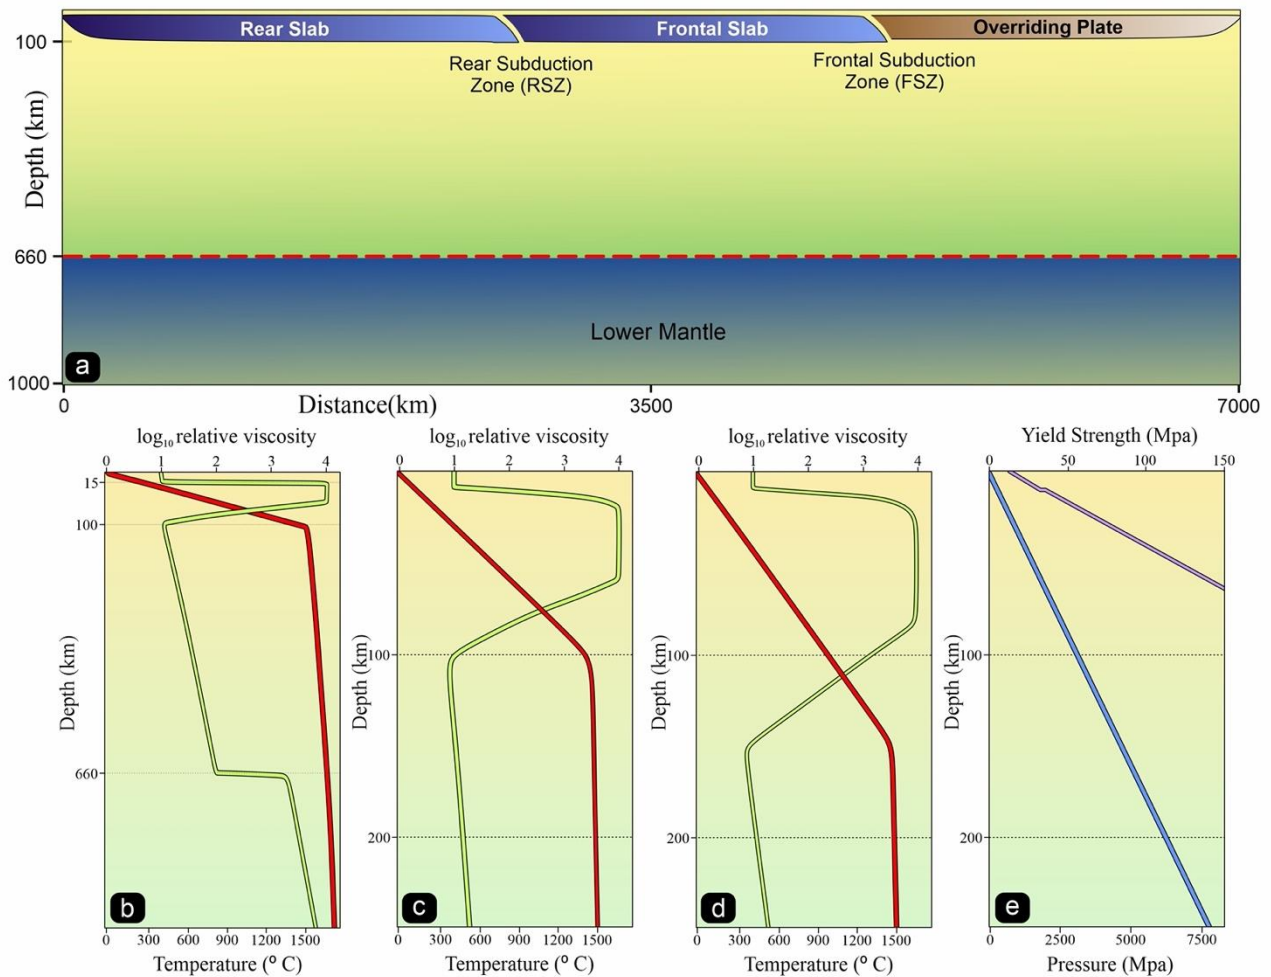 Rear Slab
Frontal Slab
Overriding Plate
100
Rear Subduction
Zone (RSZ)
Frontal Subduction
Zone (FSZ)
Depth (km)
660
Lower Mantle
a
1000
0
3500
7000
Distance(km)
log₁₀ relative viscosity
0 1 2 3 4
15
100
Depth (km)
660
b
0 300 600 900 1200 1500
Temperature (° C)
log₁₀ relative viscosity
0 1 2 3 4
100
Depth (km)
200
c
0 300 600 900 1200 1500
Temperature (° C)
log₁₀ relative viscosity
0 1 2 3 4
100
Depth (km)
200
d
0 300 600 900 1200 1500
Temperature (° C)
Yield Strength (Mpa)
0 50 100 150
100
Depth (km)
200
e
0 2500 5000 7500
Pressure (Mpa)